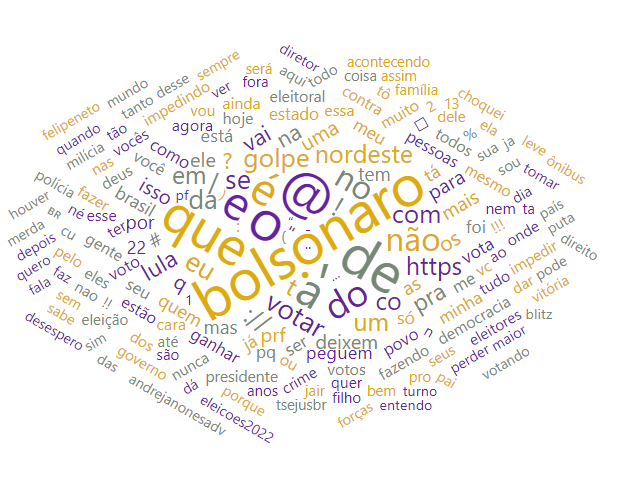 diretor
sempre
acontecendo
será
aqui
todo
coisa
assim
mundo
desse
fora
tô
família
tanto
impedindo
ver
eleitoral
contra
choquei
felipeneto
vou
ainda
estado
essa
muito
2
13
ela
quando
tão
agora
hoje
dele
leve
ônibus
milícia
vocês
está
vai
na
uma
meu
todos
%
sua
ja
nas
você
como
ele
?
golpe
nordeste
pessoas
polícia
deus
isso
em
/
se
é
@
no
tem
tá
para
mesmo
sou
tomar
fazer
pf
)
houver
brasil
da
e
o
!
mais
nem
ta
dia
BR
né
esse
ter
por
que
bolsonaro
com
não
os
foi
!!!
ao
onde
pais
merda
cu
22
#
(
"
vota
puta
depois
gente
voto
lula
eu
:
,
de
me
vc
impedir
direito
quero
pelo
eles
q
t
.
a
do
https
as
tudo
pode
fala
faz
nao
!!
seu
1
://
votar
co
pra
minha
dar
vitória
sem
estão
quem
um
só
democracia
desespero
sabe
eleição
cara
mas
já
prf
ser
deixem
povo
n
eleitores
blitz
sim
dos
até
ganhar
pq
ou
peguem
fazendo
seus
perder
maior
das
governo
são
nunca
presidente
crime
votos
pro
pai
votando
dá
anos
jair
quer
bem
turno
andrejanonesadv
porque
tsejusbr
filho
entendo
eleicoes2022
forças